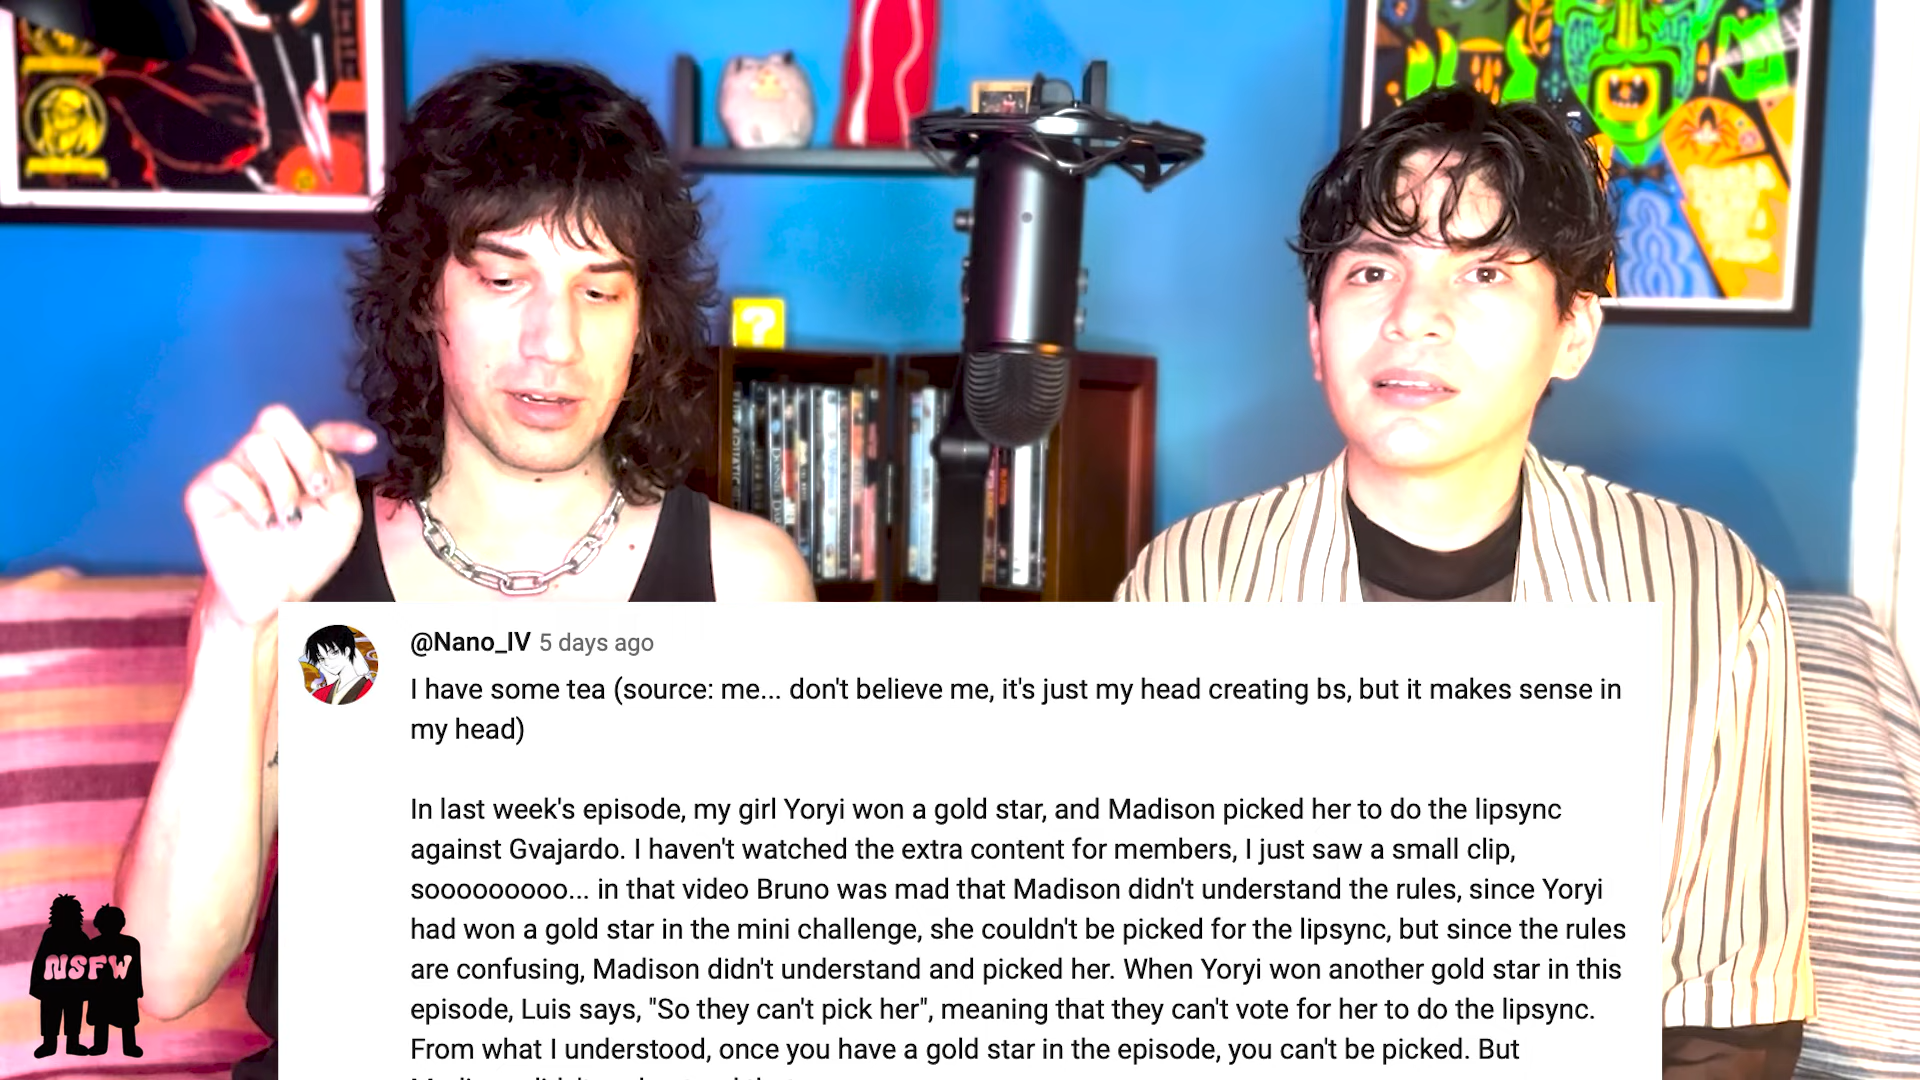 @Nano_IV 5 days ago
I have some tea (source: me... don't believe me, it's just my head creating bs, but it makes sense in
my head)
In last week's episode, my girl Yoryi won a gold star, and Madison picked her to do the lipsync
against Gvajardo. I haven't watched the extra content for members, I just saw a small clip,
sooooooooo... in that video Bruno was mad that Madison didn't understand the rules, since Yoryi
had won a gold star in the mini challenge, she couldn't be picked for the lipsync, but since the rules
are confusing, Madison didn't understand and picked her. When Yoryi won another gold star in this
episode, Luis says, "So they can't pick her", meaning that they can't vote for her to do the lipsync.
From what I understood, once you have a gold star in the episode, you can't be picked. But
NSFW
?